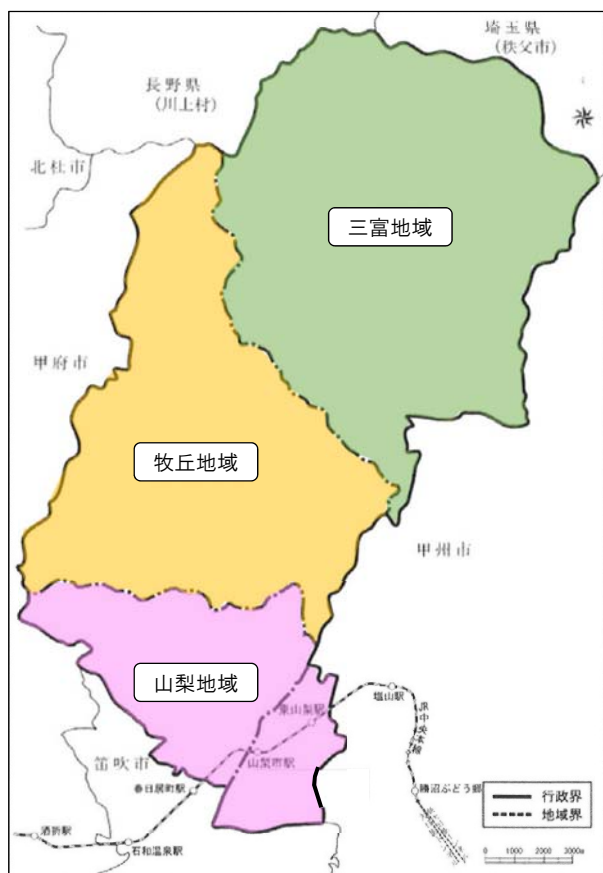 埼玉県
(秩父市)
長野県
(川上村)
北杜市
三富地域
甲府市
牧丘地域
甲州市
山梨地域
塩山駅
東山梨駅
JR中央本線
笛吹市
山梨市駅
春日居町駅
勝沼ぶどう郷
行政界
地域界
酒折駅
石和温泉駅
0 1000 2000 3000m